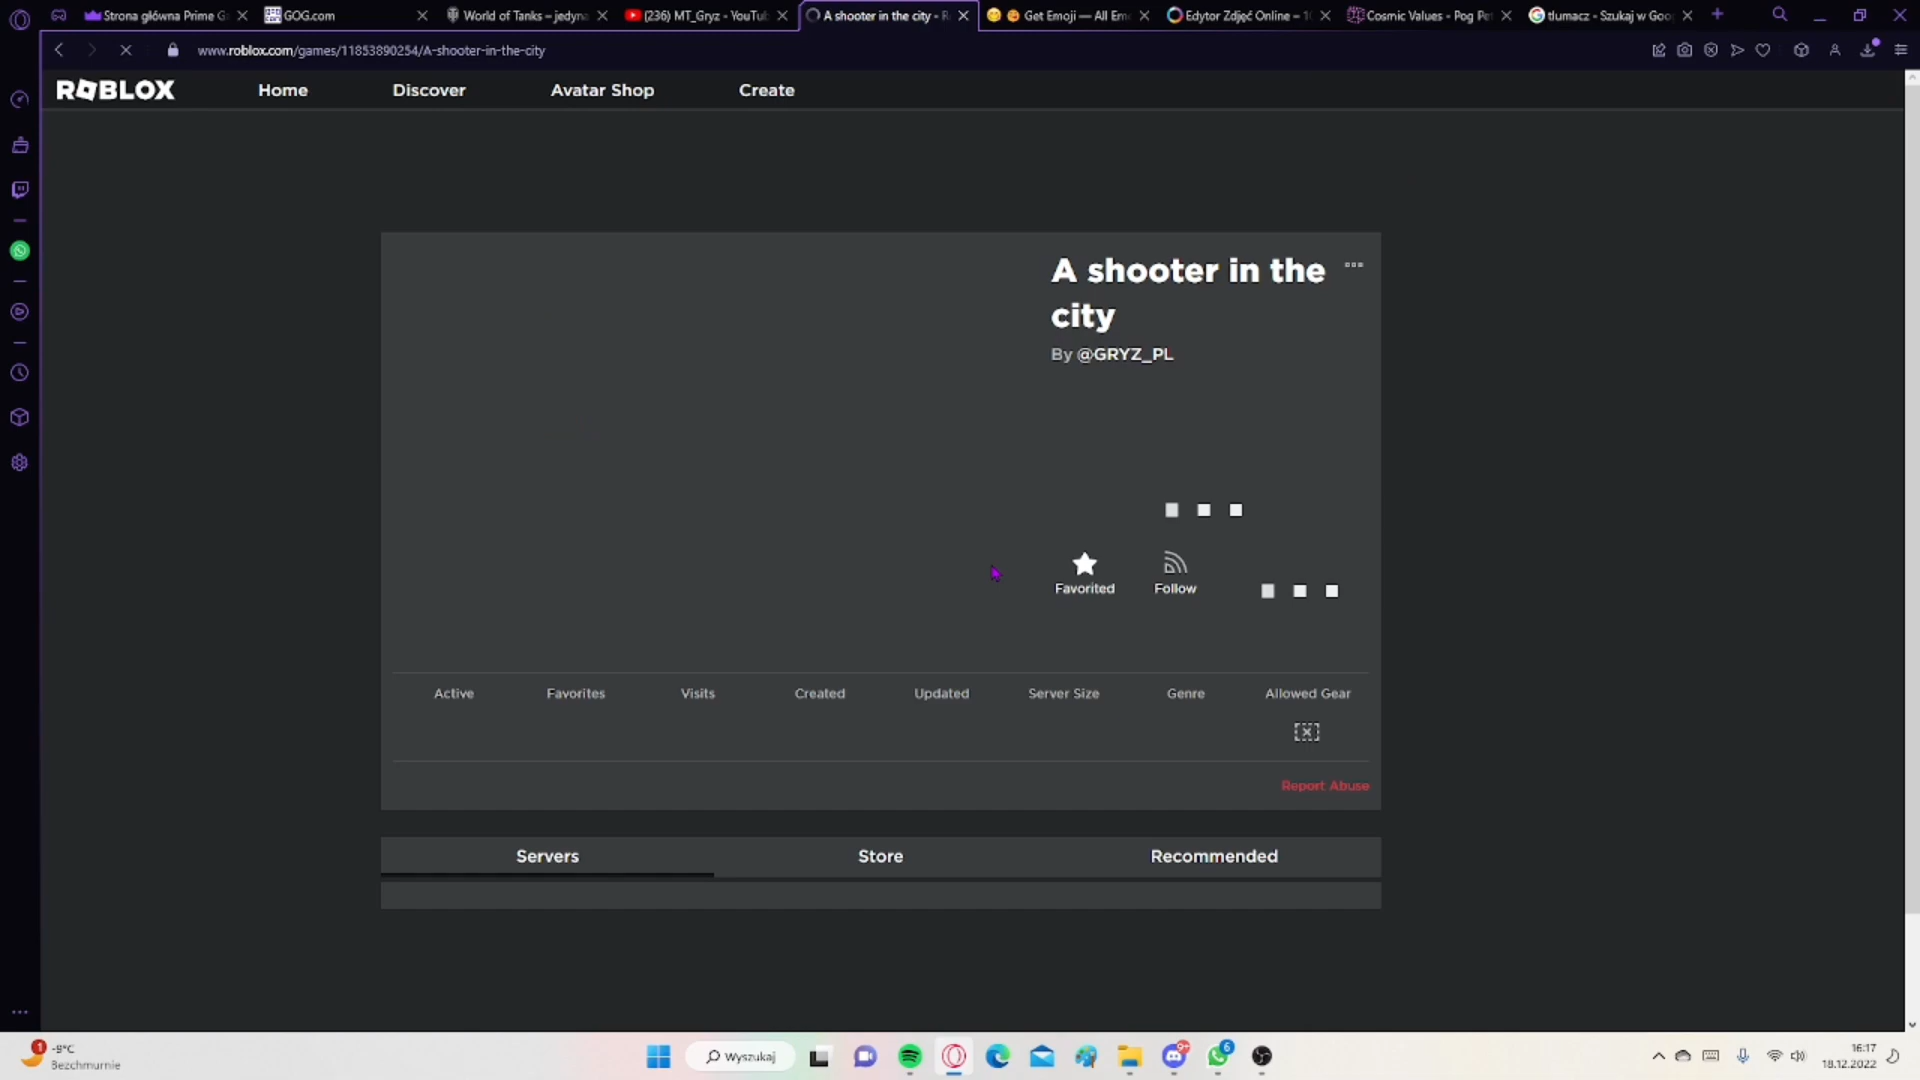 Strona główna Prime G
GOG.com
World of Tanks – jedyna
(236) MT_Gryz - YouTub
A shooter in the city - R
Get Emoji — All Em
Edytor Zdjęć Online – 1
Cosmic Values - Pog Pe
tłumacz - Szukaj w Goo
www.roblox.com/games/11853890254/A-shooter-in-the-city
ROBLOX
Home
Discover
Avatar Shop
Create
A shooter in the
city
By @GRYZ_PL
Favorited
Follow
Active
Favorites
Visits
Created
Updated
Server Size
Genre
Allowed Gear
Report Abuse
Servers
Store
Recommended
1
-9°C
Bezchmurnie
Wyszukaj
9+
6
16:17
18.12.2022